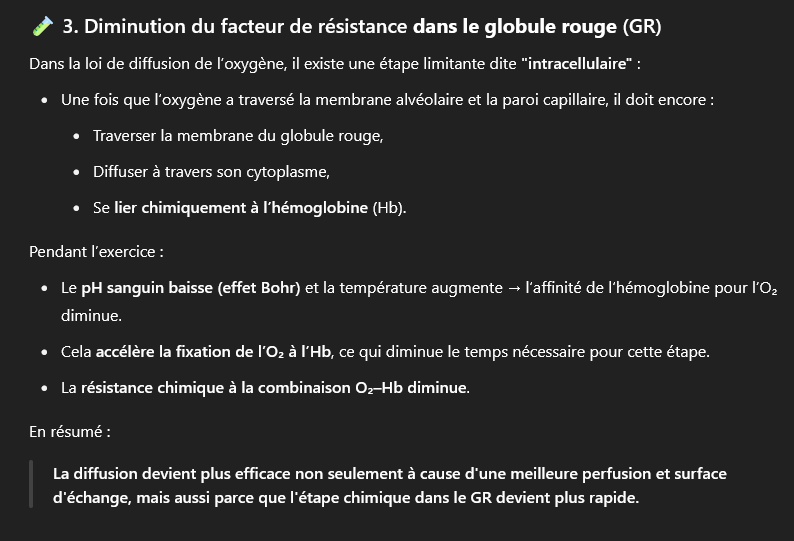 3. Diminution du facteur de résistance dans le globule rouge (GR)
Dans la loi de diffusion de l’oxygène, il existe une étape limitante dite "intracellulaire" :
• Une fois que l’oxygène a traversé la membrane alvéolaire et la paroi capillaire, il doit encore :
• Traverser la membrane du globule rouge,
• Diffuser à travers son cytoplasme,
• Se lier chimiquement à l’hémoglobine (Hb).
Pendant l’exercice :
• Le pH sanguin baisse (effet Bohr) et la température augmente → l’affinité de l’hémoglobine pour l’O₂
diminue.
• Cela accélère la fixation de l’O₂ à l’Hb, ce qui diminue le temps nécessaire pour cette étape.
• La résistance chimique à la combinaison O₂–Hb diminue.
En résumé :
La diffusion devient plus efficace non seulement à cause d'une meilleure perfusion et surface
d'échange, mais aussi parce que l'étape chimique dans le GR devient plus rapide.